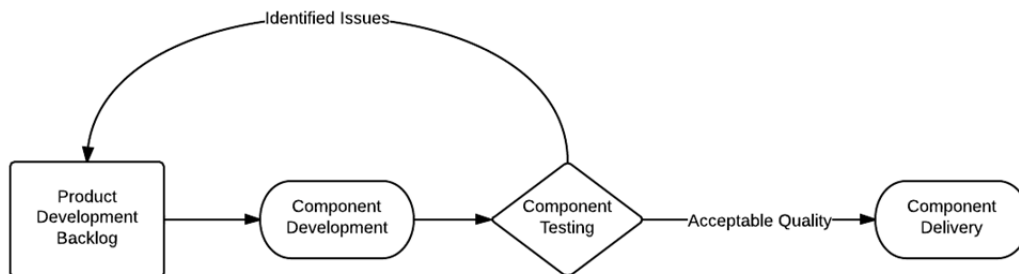 Identified Issues
Product
Development
Backlog
Component
Development
Component
Testing
Acceptable Quality
Component
Delivery